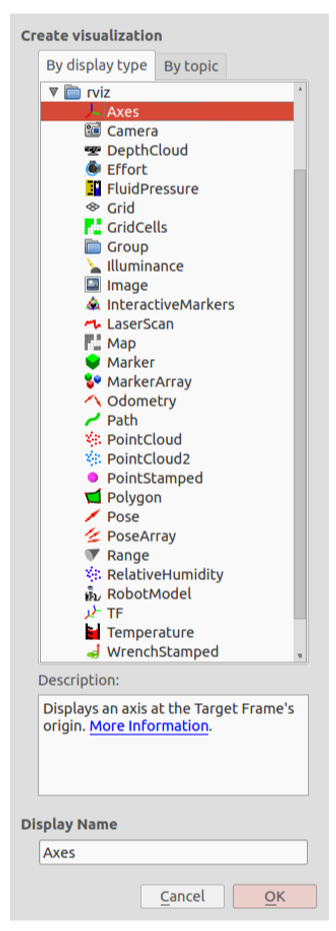 Create visualization
By display type By topic
rviz
Axes
Camera
DepthCloud
Effort
FluidPressure
Grid
GridCells
Group
Illuminance
Image
InteractiveMarkers
LaserScan
Map
Marker
MarkerArray
Odometry
Path
PointCloud
PointCloud2
PointStamped
Polygon
Pose
PoseArray
Range
RelativeHumidity
RobotModel
TF
Temperature
WrenchStamped
Description:
Displays an axis at the Target Frame's
origin. More Information.
Display Name
Axes
Cancel OK